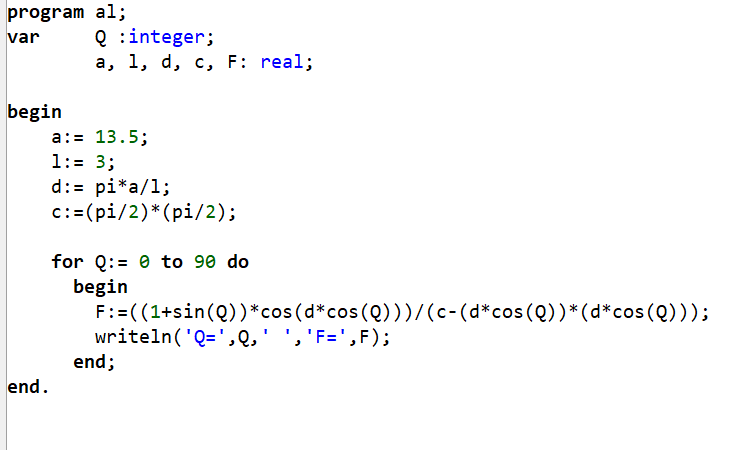 program al;
var     Q :integer;
        a, l, d, c, F: real;
begin
    a:= 13.5;
    l:= 3;
    d:= pi*a/l;
    c:=(pi/2)*(pi/2);
    for Q:= 0 to 90 do
      begin
        F:=((1+sin(Q))*cos(d*cos(Q)))/(c-(d*cos(Q))*(d*cos(Q)));
        writeln('Q=',Q,' ','F=',F);
      end;
end.